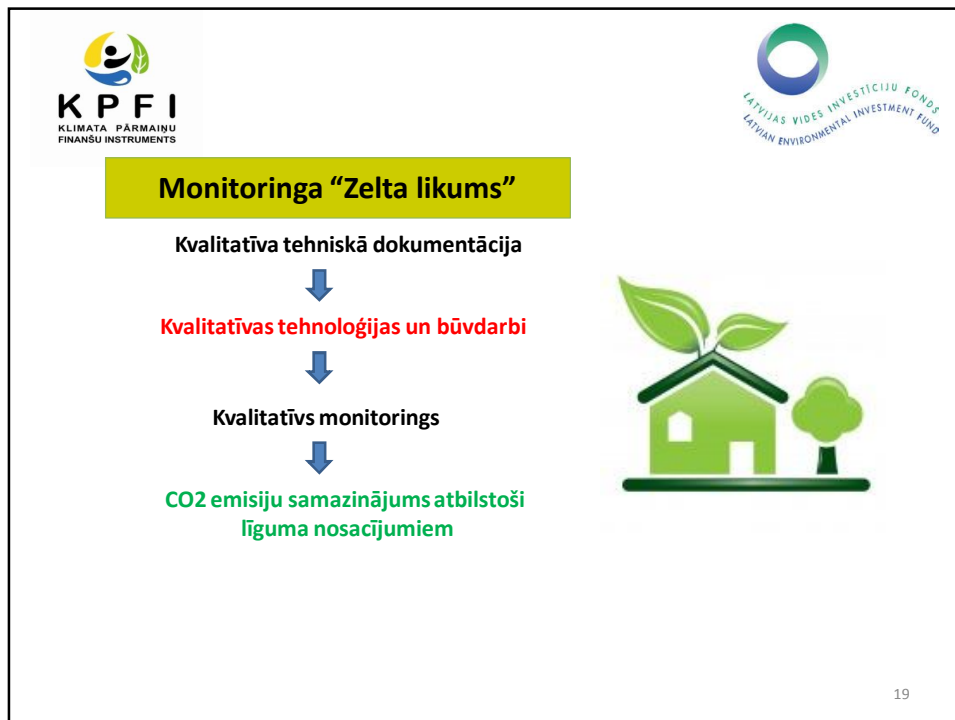 KPFI
KLIMATA PĀRMAIŅU
FINANŠU INSTRUMENTS
LATVIJAS VIDES INVESTĪCIJU FONDS
LATVIAN ENVIRONMENTAL INVESTMENT FUND
Monitoringa “Zelta likums”
Kvalitatīva tehniskā dokumentācija
Kvalitatīvas tehnoloģijas un būvdarbi
Kvalitatīvs monitorings
CO2 emisiju samazinājums atbilstoši
līguma nosacījumiem
19